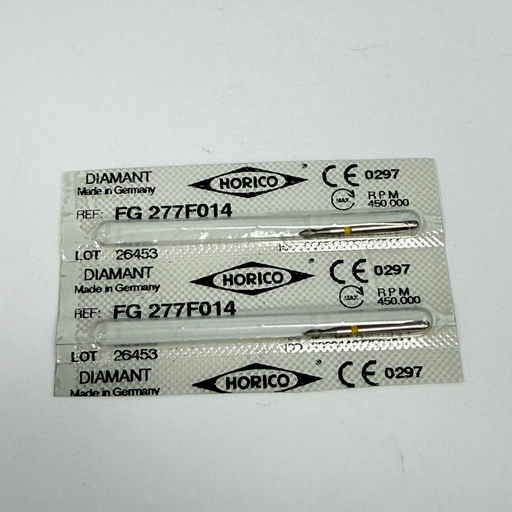 DIAMANT HORICO ® CE 0297
Made in Germany MAX. RPM 450.000
REF: FG 277F014
LOT 26453
DIAMANT HORICO ® CE 0297
Made in Germany MAX. RPM 450.000
REF: FG 277F014
LOT 26453
DIAMANT HORICO ® CE 0297
Made in Germany